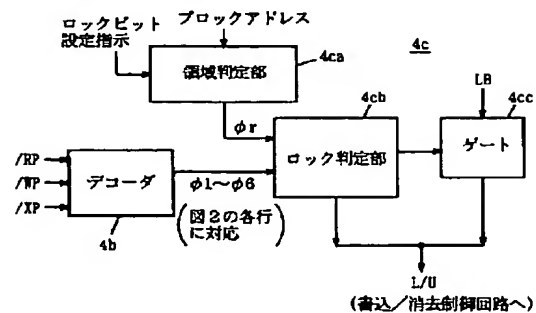 ロックビット
設定指示
ブロックアドレス
4c
領域判定部
4ca
φr
4cb
LB
4cc
/RP
/WP
/XP
デコーダ
4b
φ1～φ6
(図2の各行
に対応)
ロック判定部
ゲート
L/U
(書込/消去制御回路へ)